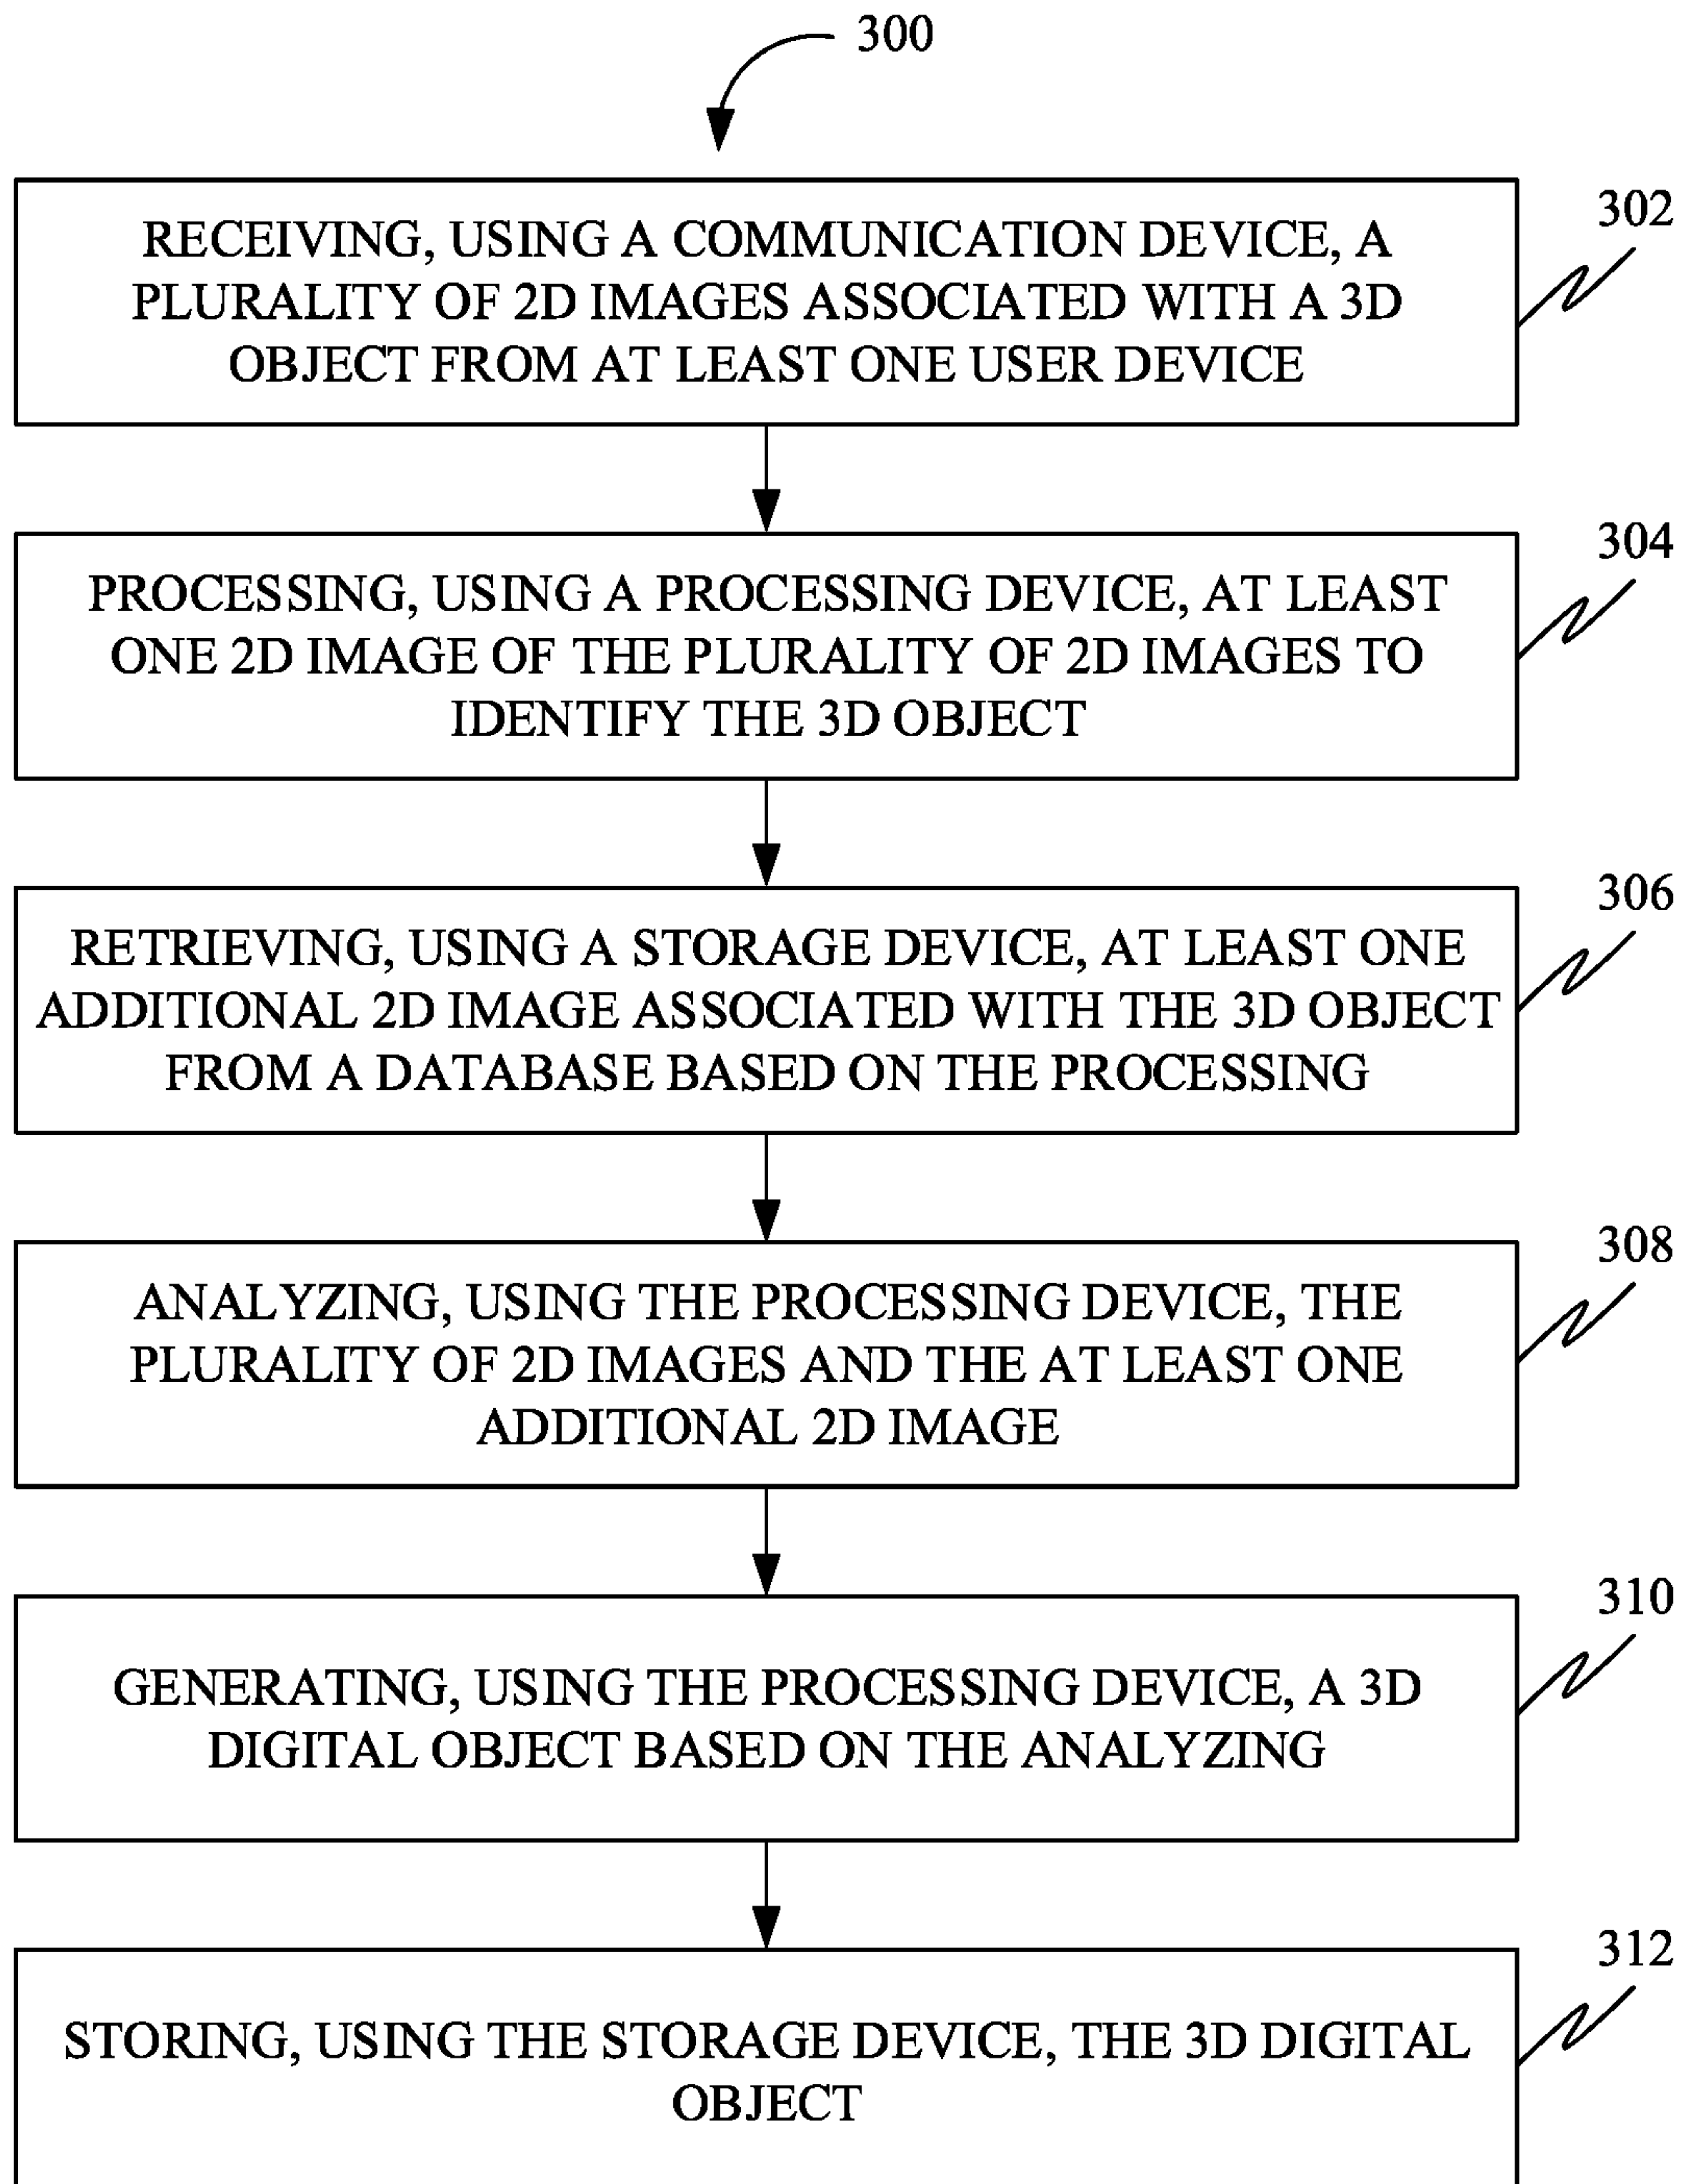 300
302
RECEIVING, USING A COMMUNICATION DEVICE, A
PLURALITY OF 2D IMAGES ASSOCIATED WITH A 3D
OBJECT FROM AT LEAST ONE USER DEVICE
304
PROCESSING, USING A PROCESSING DEVICE, AT LEAST
ONE 2D IMAGE OF THE PLURALITY OF 2D IMAGES TO
IDENTIFY THE 3D OBJECT
306
RETRIEVING, USING A STORAGE DEVICE, AT LEAST ONE
ADDITIONAL 2D IMAGE ASSOCIATED WITH THE 3D OBJECT
FROM A DATABASE BASED ON THE PROCESSING
308
ANALYZING, USING THE PROCESSING DEVICE, THE
PLURALITY OF 2D IMAGES AND THE AT LEAST ONE
ADDITIONAL 2D IMAGE
310
GENERATING, USING THE PROCESSING DEVICE, A 3D
DIGITAL OBJECT BASED ON THE ANALYZING
312
STORING, USING THE STORAGE DEVICE, THE 3D DIGITAL
OBJECT